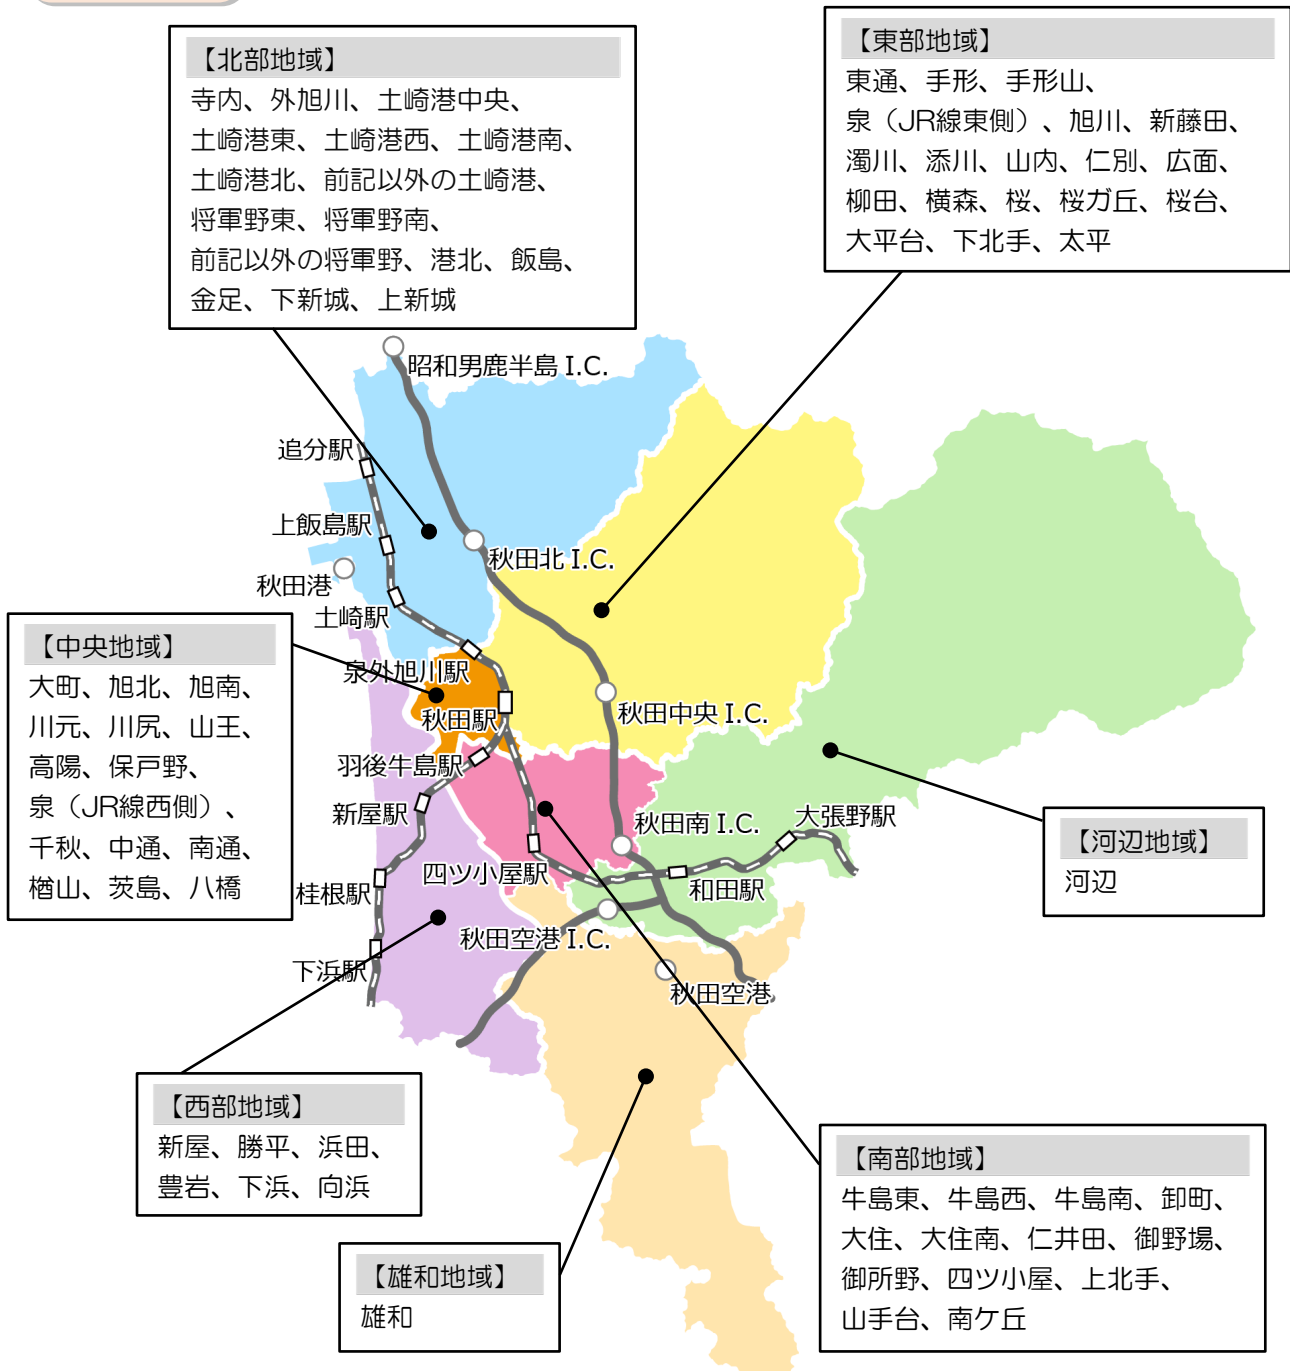 【北部地域】
寺内、外旭川、土崎港中央、
土崎港東、土崎港西、土崎港南、
土崎港北、前記以外の土崎港、
将軍野東、将軍野南、
前記以外の将軍野、港北、飯島、
金足、下新城、上新城
【東部地域】
東通、手形、手形山、
泉（JR線東側）、旭川、新藤田、
濁川、添川、山内、仁別、広面、
柳田、横森、桜、桜ガ丘、桜台、
大平台、下北手、太平
昭和男鹿半島 I.C.
追分駅
上飯島駅
秋田北 I.C.
秋田港
土崎駅
【中央地域】
大町、旭北、旭南、
川元、川尻、山王、
高陽、保戸野、
泉（JR線西側）、
千秋、中通、南通、
楢山、茨島、八橋
泉外旭川駅
秋田駅
秋田中央 I.C.
羽後牛島駅
新屋駅
秋田南 I.C.
大張野駅
【河辺地域】
河辺
四ツ小屋駅
桂根駅
和田駅
秋田空港 I.C.
下浜駅
秋田空港
【西部地域】
新屋、勝平、浜田、
豊岩、下浜、向浜
【南部地域】
牛島東、牛島西、牛島南、卸町、
大住、大住南、仁井田、御野場、
御所野、四ツ小屋、上北手、
山手台、南ケ丘
【雄和地域】
雄和